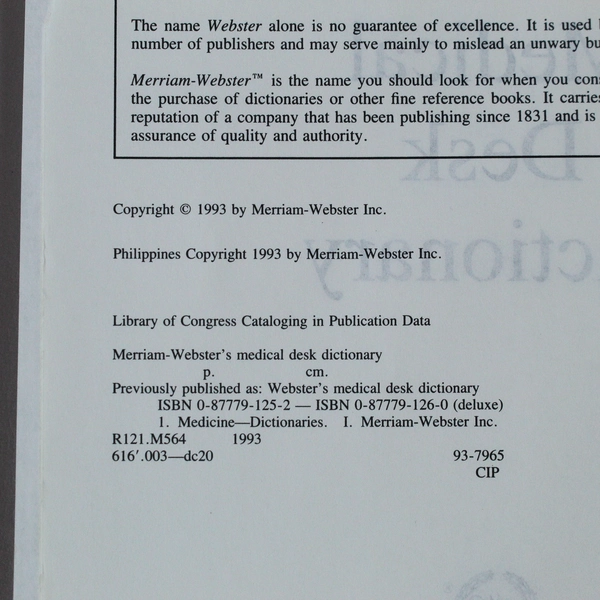 The name Webster alone is no guarantee of excellence. It is used
number of publishers and may serve mainly to mislead an unwary
Merriam-Webster™ is the name you should look for when you
the purchase of dictionaries or other fine reference books. It carries
reputation of a company that has been publishing since 1831 and is
assurance of quality and authority.
Copyright © 1993 by Merriam-Webster Inc.
Philippines Copyright 1993 by Merriam-Webster Inc.
Library of Congress Cataloging in Publication Data
Merriam-Webster's medical desk dictionary
p. cm.
Previously published as: Webster's medical desk dictionary
ISBN 0-87779-125-2 — ISBN 0-87779-126-0 (deluxe)
1. Medicine—Dictionaries. I. Merriam-Webster Inc.
R121.M564 1993
616′.003—dc20 93-7965
CIP